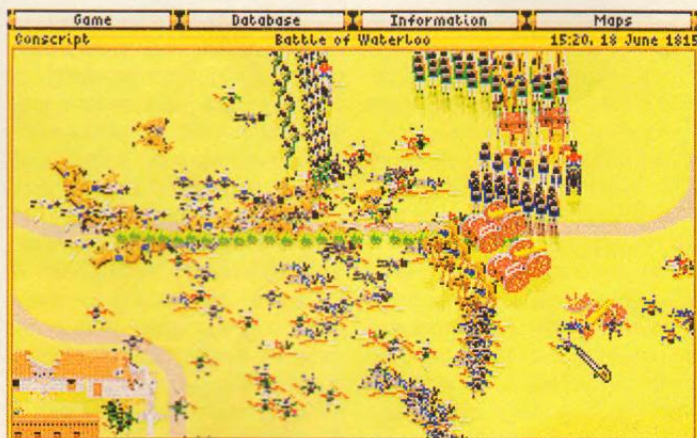 Game Database Information Maps
Conscript Battle of Waterloo 15:20, 18 June 1815